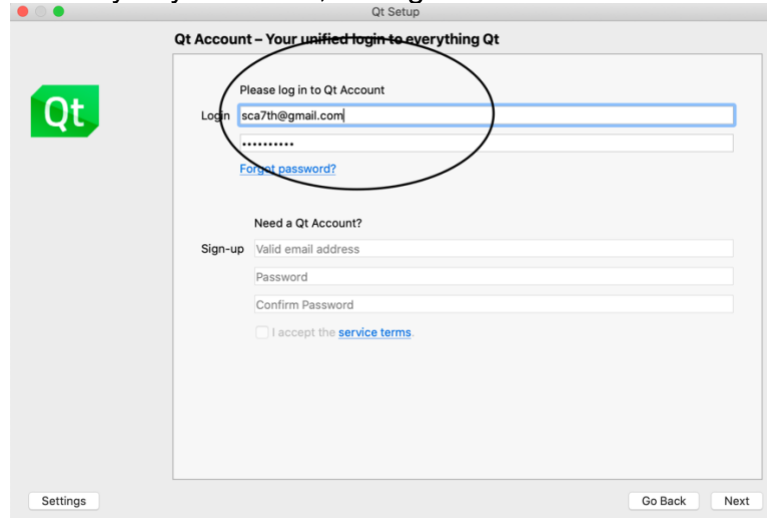 Qt Setup
Qt Account – Your unified login to everything Qt
Qt
Please log in to Qt Account
Login sca7th@gmail.com
••••••••••
Forgot password?
Need a Qt Account?
Sign-up Valid email address
Password
Confirm Password
I accept the service terms.
Settings Go Back Next